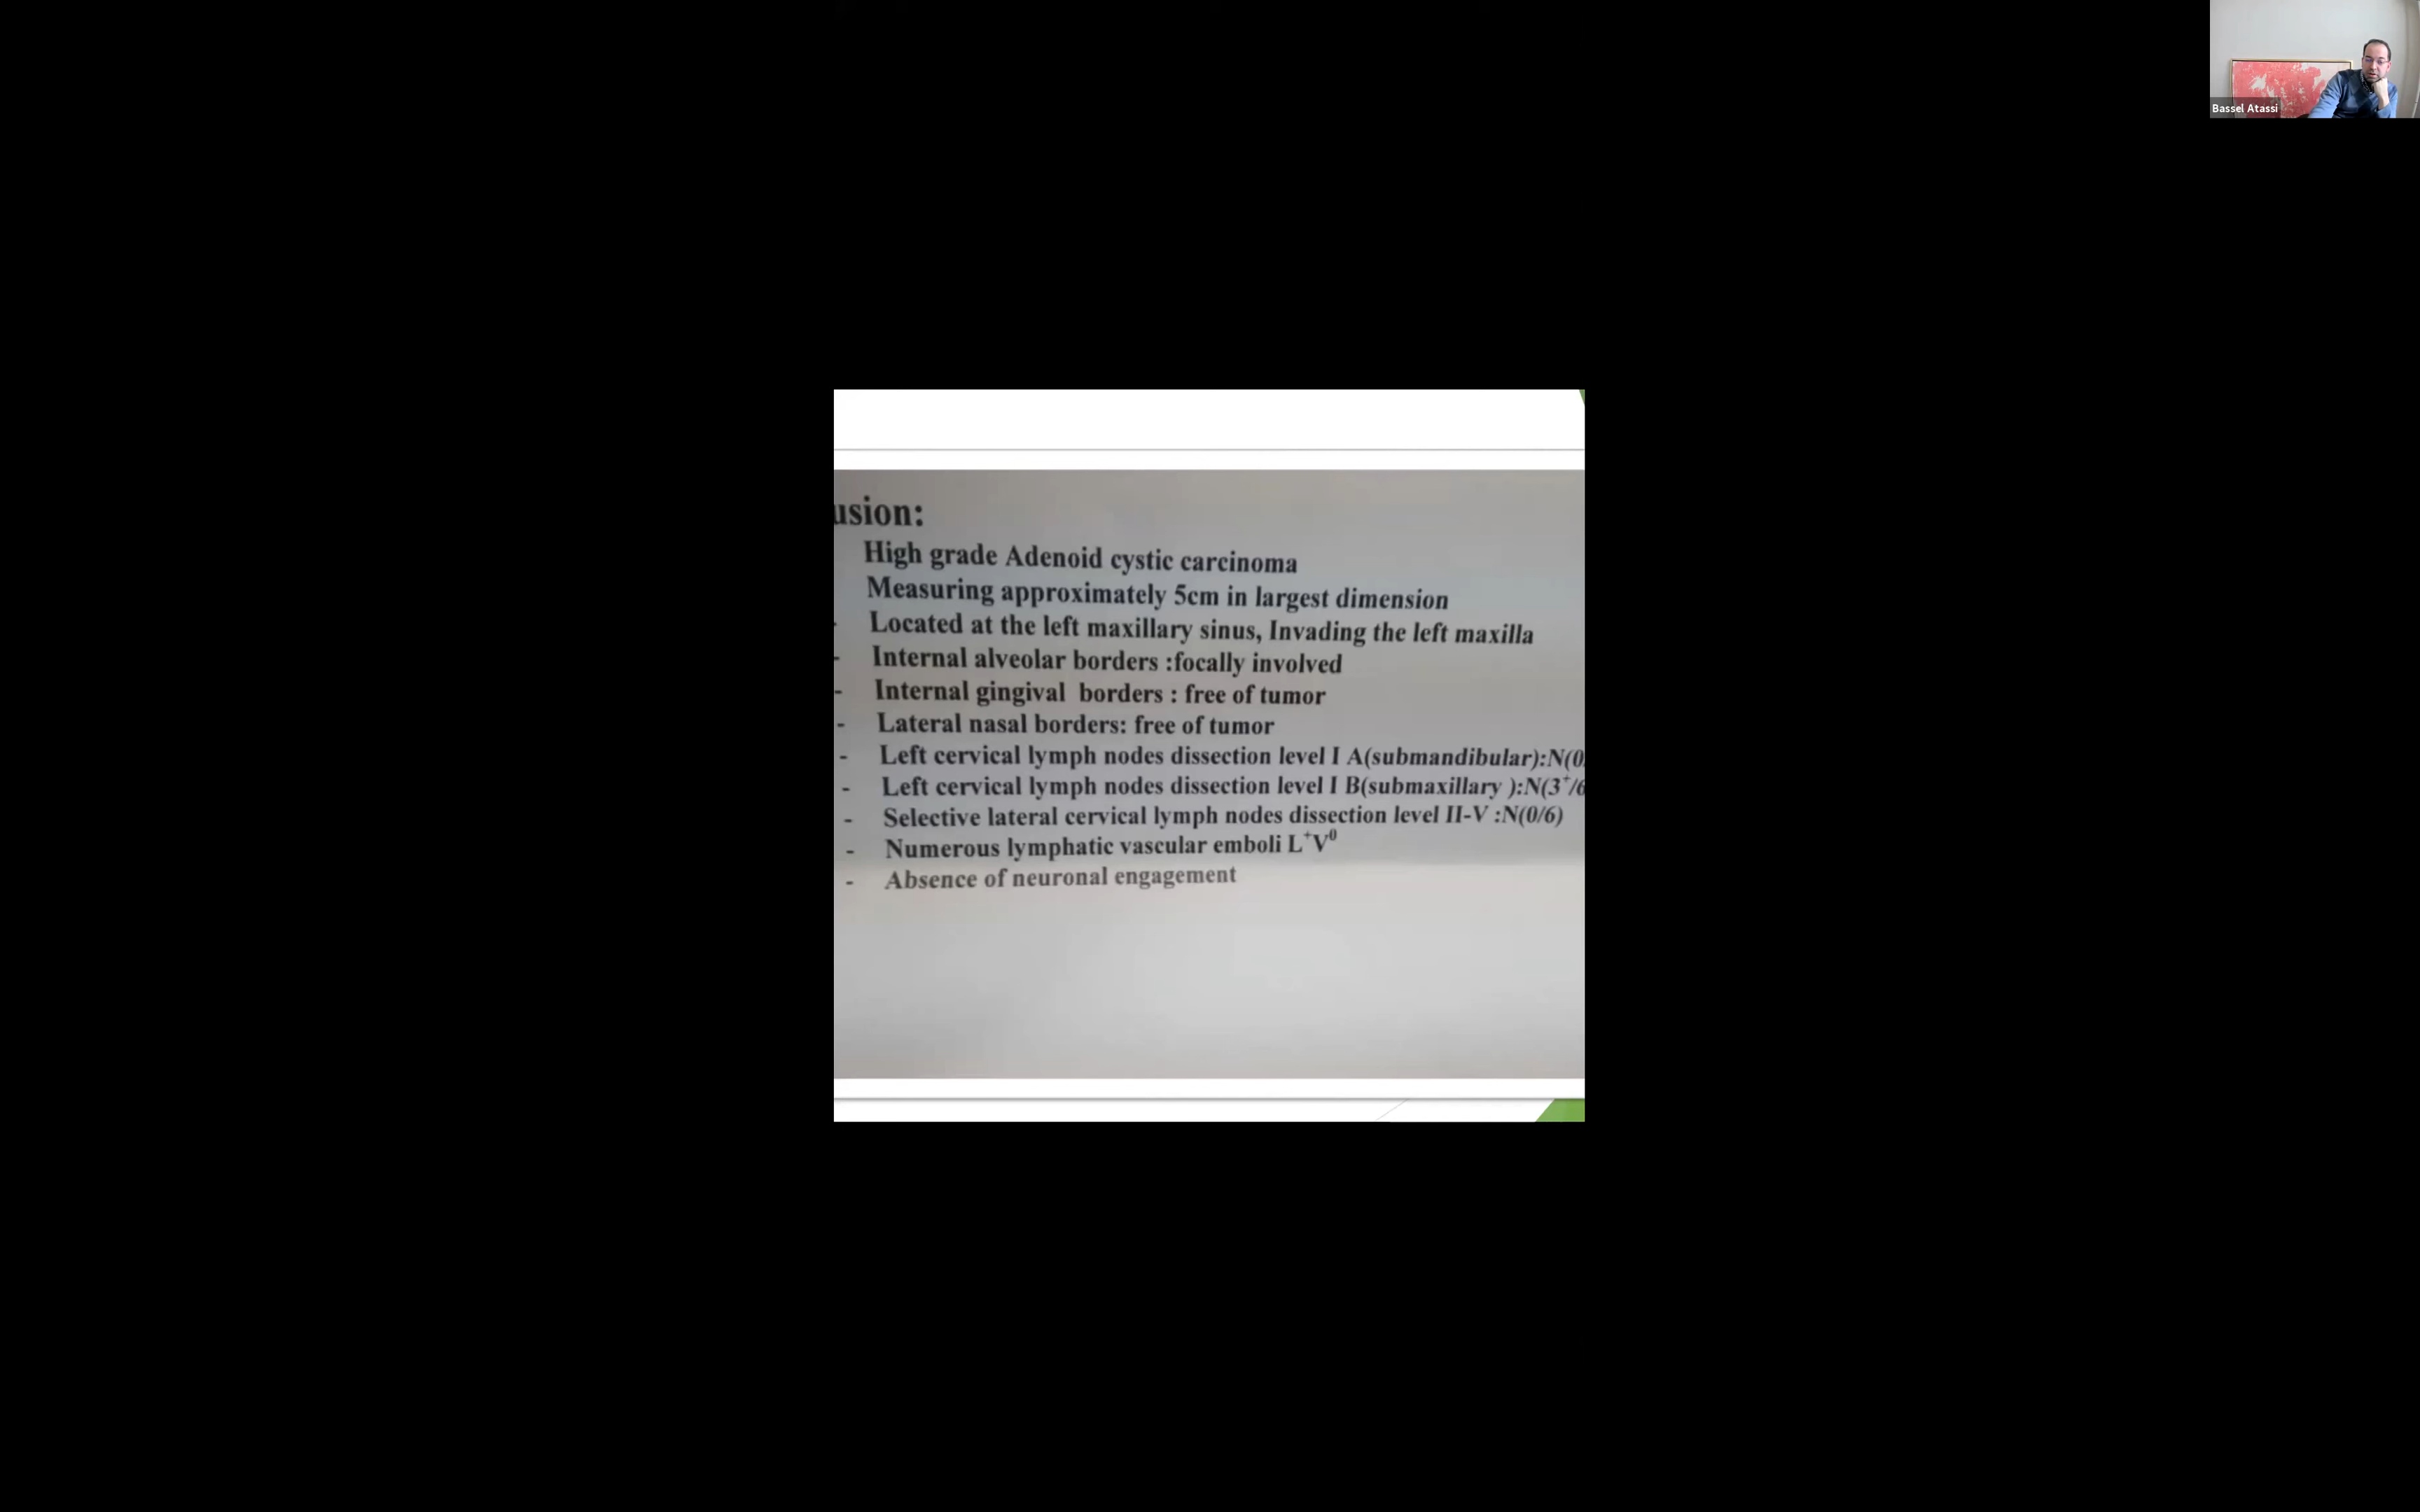 Bassel Atassi
usion:
High grade Adenoid cystic carcinoma
Measuring approximately 5cm in largest dimension
- Located at the left maxillary sinus, Invading the left maxilla
- Internal alveolar borders :focally involved
- Internal gingival borders : free of tumor
- Lateral nasal borders: free of tumor
- Left cervical lymph nodes dissection level I A(submandibular):N(0
- Left cervical lymph nodes dissection level I B(submaxillary ):N(3⁺/6
- Selective lateral cervical lymph nodes dissection level II-V :N(0/6)
- Numerous lymphatic vascular emboli L⁺V⁰
- Absence of neuronal engagement